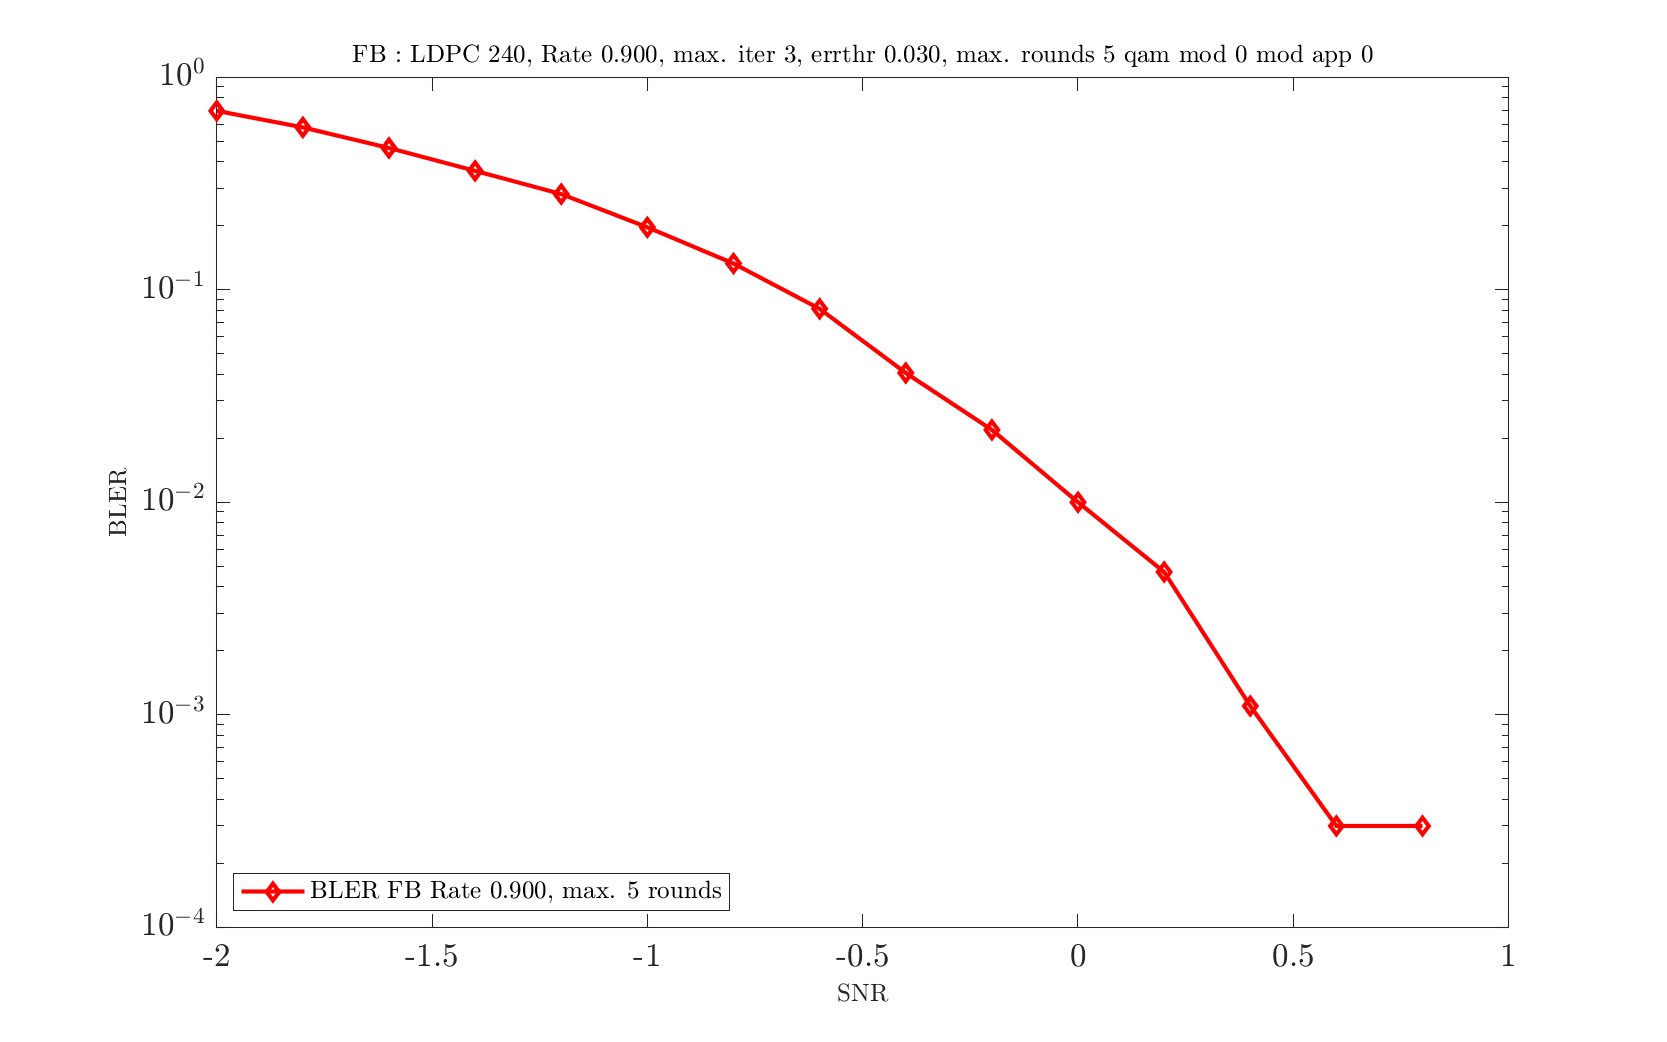 FB : LDPC 240, Rate 0.900, max. iter 3, errthr 0.030, max. rounds 5 qam mod 0 mod app 0
10^0
10^{-1}
10^{-2}
10^{-3}
10^{-4}
BLER
BLER FB Rate 0.900, max. 5 rounds
-2 -1.5 -1 -0.5 0 0.5 1
SNR